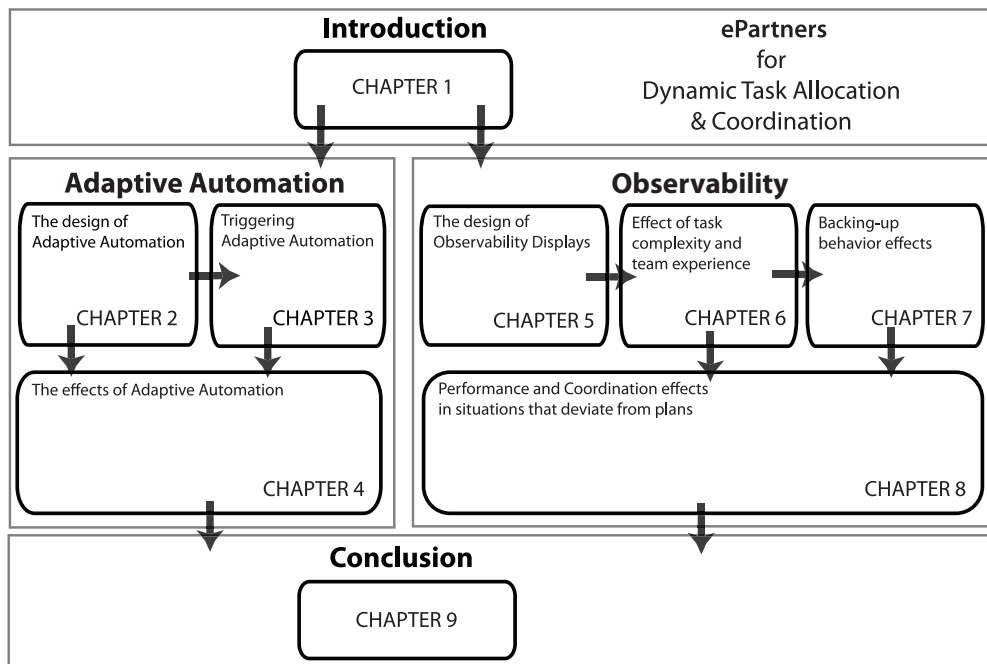 Introduction
CHAPTER 1
ePartners
for
Dynamic Task Allocation
& Coordination
Adaptive Automation
The design of
Adaptive Automation
CHAPTER 2
Triggering
Adaptive Automation
CHAPTER 3
The effects of Adaptive Automation
CHAPTER 4
Observability
The design of
Observability Displays
CHAPTER 5
Effect of task
complexity and
team experience
CHAPTER 6
Backing-up
behavior effects
CHAPTER 7
Performance and Coordination effects
in situations that deviate from plans
CHAPTER 8
Conclusion
CHAPTER 9